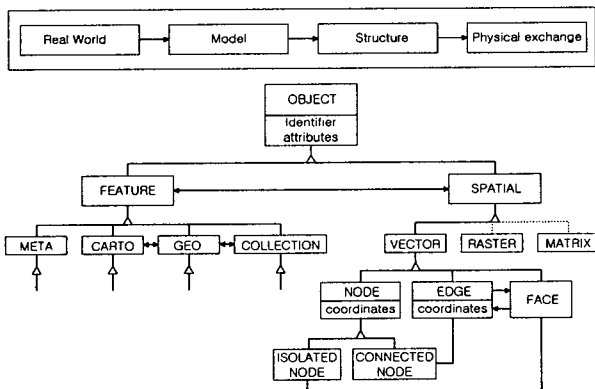 Real World
Model
Structure
Physical exchange
OBJECT
Identifier
attributes
FEATURE
SPATIAL
META
CARTO
GEO
COLLECTION
VECTOR
RASTER
MATRIX
NODE
coordinates
EDGE
coordinates
FACE
ISOLATED
NODE
CONNECTED
NODE